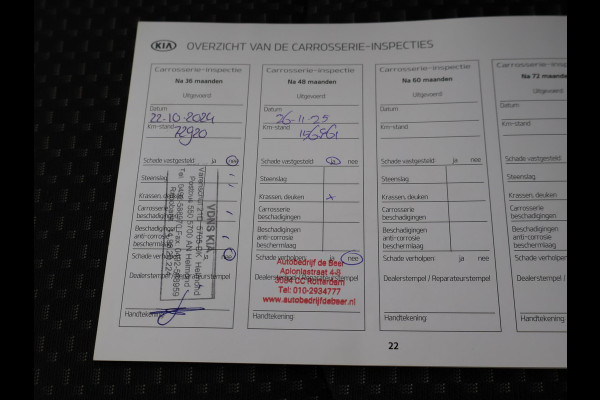 KIA OVERZICHT VAN DE CARROSSERIE-INSPECTIES
Carrosserie-inspectie
Na 36 maanden
Uitgevoerd
Datum
22-10-2024
Km-stand
72920
Schade vastgesteld: ja nee
Steenslag
Krassen, deuken
Carrosserie
beschadigingen
Beschadigingen
anti-corrosie
beschermlaag
Schade verholpen:
Dealerstempel
Handtekening
VDNS KIA
Carrosserie-inspectie
Na 48 maanden
Uitgevoerd
Datum
26-11-25
Km-stand
Schade vastgesteld: ja nee
Steenslag
Krassen, deuken x
Carrosserie
beschadigingen
Beschadigingen
anti-corrosie
beschermlaag
Schade verholpen: nee
Autobedrijf de Beer
Aploniastraat 4-8
3084 CC Rotterdam
Dealerstempel / Reparateurstempel
Tel: 010-2934777
www.autobedrijfdebeer.nl
Handtekening
Carrosserie-inspectie
Na 60 maanden
Uitgevoerd
Datum
Km-stand
Schade vastgesteld: ja nee
Steenslag
Krassen, deuken
Carrosserie
beschadigingen
Beschadigingen
anti-corrosie
beschermlaag
Schade verholpen: ja nee
Dealerstempel / Reparateurstempel
Handtekening:
Carrosserie-inspectie
Na 72 maanden
Uitgevoerd
Datum
Km-stand
Schade vastgesteld:
Steenslag
Krassen, deuken
Carrosserie
beschadigingen
Beschadigingen
anti-corrosie
beschermlaag
Schade verholpen:
Dealerstempel / R
Handtekening:
22